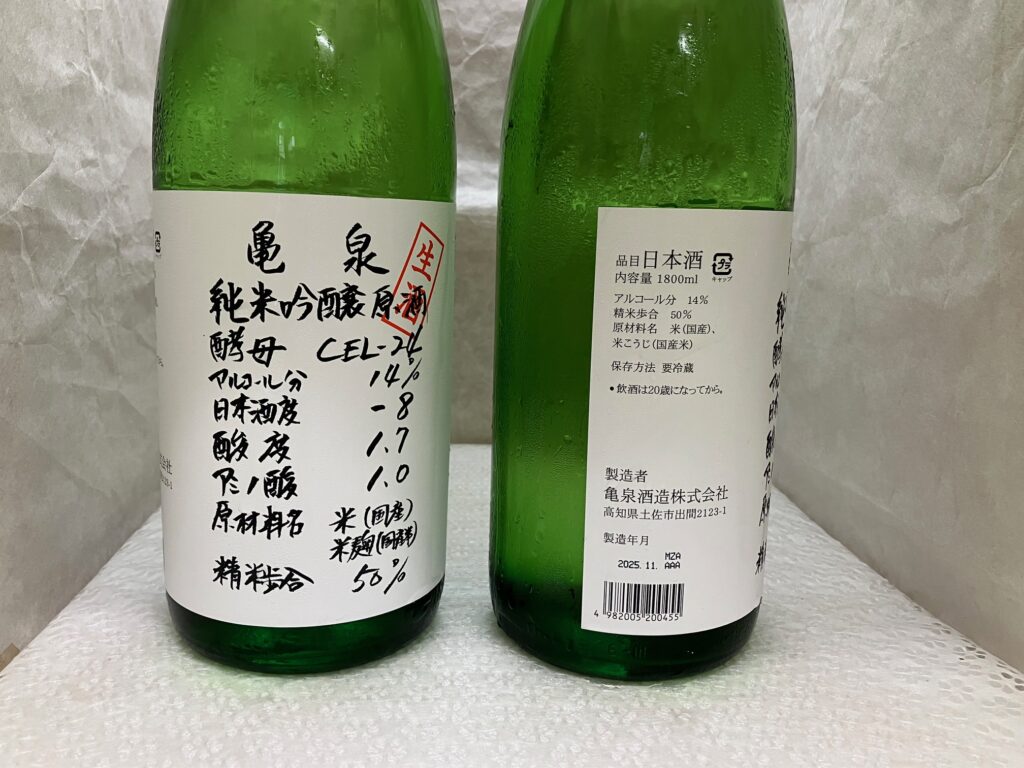 亀泉
生酒
純米吟醸原酒
酵母 CEL-24
アルコール分 14%
日本酒度 -8
酸度 1.7
アミノ酸 1.0
原材料名 米(国産)
米麹(国産米)
精米歩合 50%
品目 日本酒
内容量 1800ml
キャップ
アルコール分 14%
精米歩合 50%
原材料名 米(国産)、
米こうじ(国産米)
保存方法 要冷蔵
●飲酒は20歳になってから。
製造者
亀泉酒造株式会社
高知県土佐市出間2123-1
製造年月
MZA
2025.11. AAA
4 982005 200455